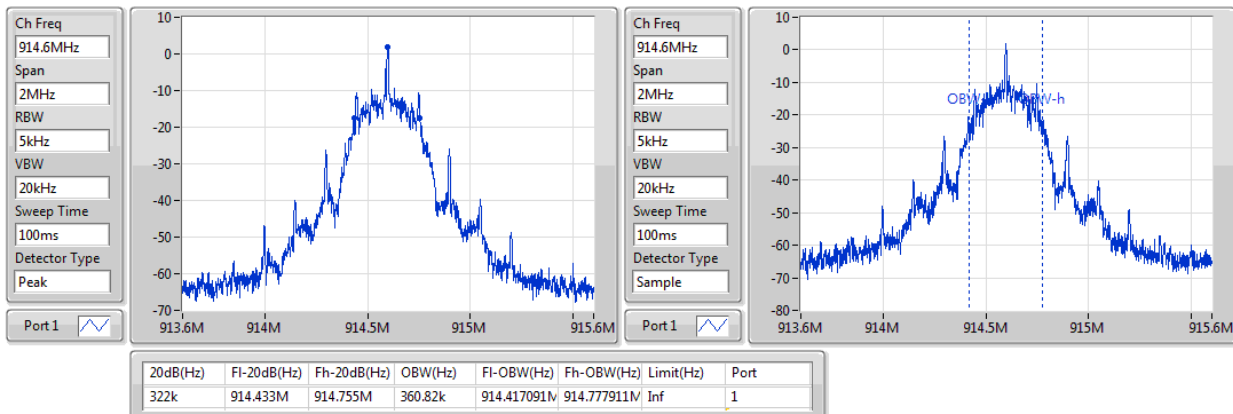 Ch Freq
914.6MHz
Span
2MHz
RBW
5kHz
VBW
20kHz
Sweep Time
100ms
Detector Type
Peak
Port 1
10
0
-10
-20
-30
-40
-50
-60
-70
913.6M 914M 914.5M 915M 915.6M
Ch Freq
914.6MHz
Span
2MHz
RBW
5kHz
VBW
20kHz
Sweep Time
100ms
Detector Type
Sample
Port 1
10
0
-10
-20
-30
-40
-50
-60
-70
-80
913.6M 914M 914.5M 915M 915.6M
20dB(Hz) Fl-20dB(Hz) Fh-20dB(Hz) OBW(Hz) Fl-OBW(Hz) Fh-OBW(Hz) Limit(Hz) Port
322k 914.433M 914.755M 360.82k 914.417091M 914.777911M Inf 1